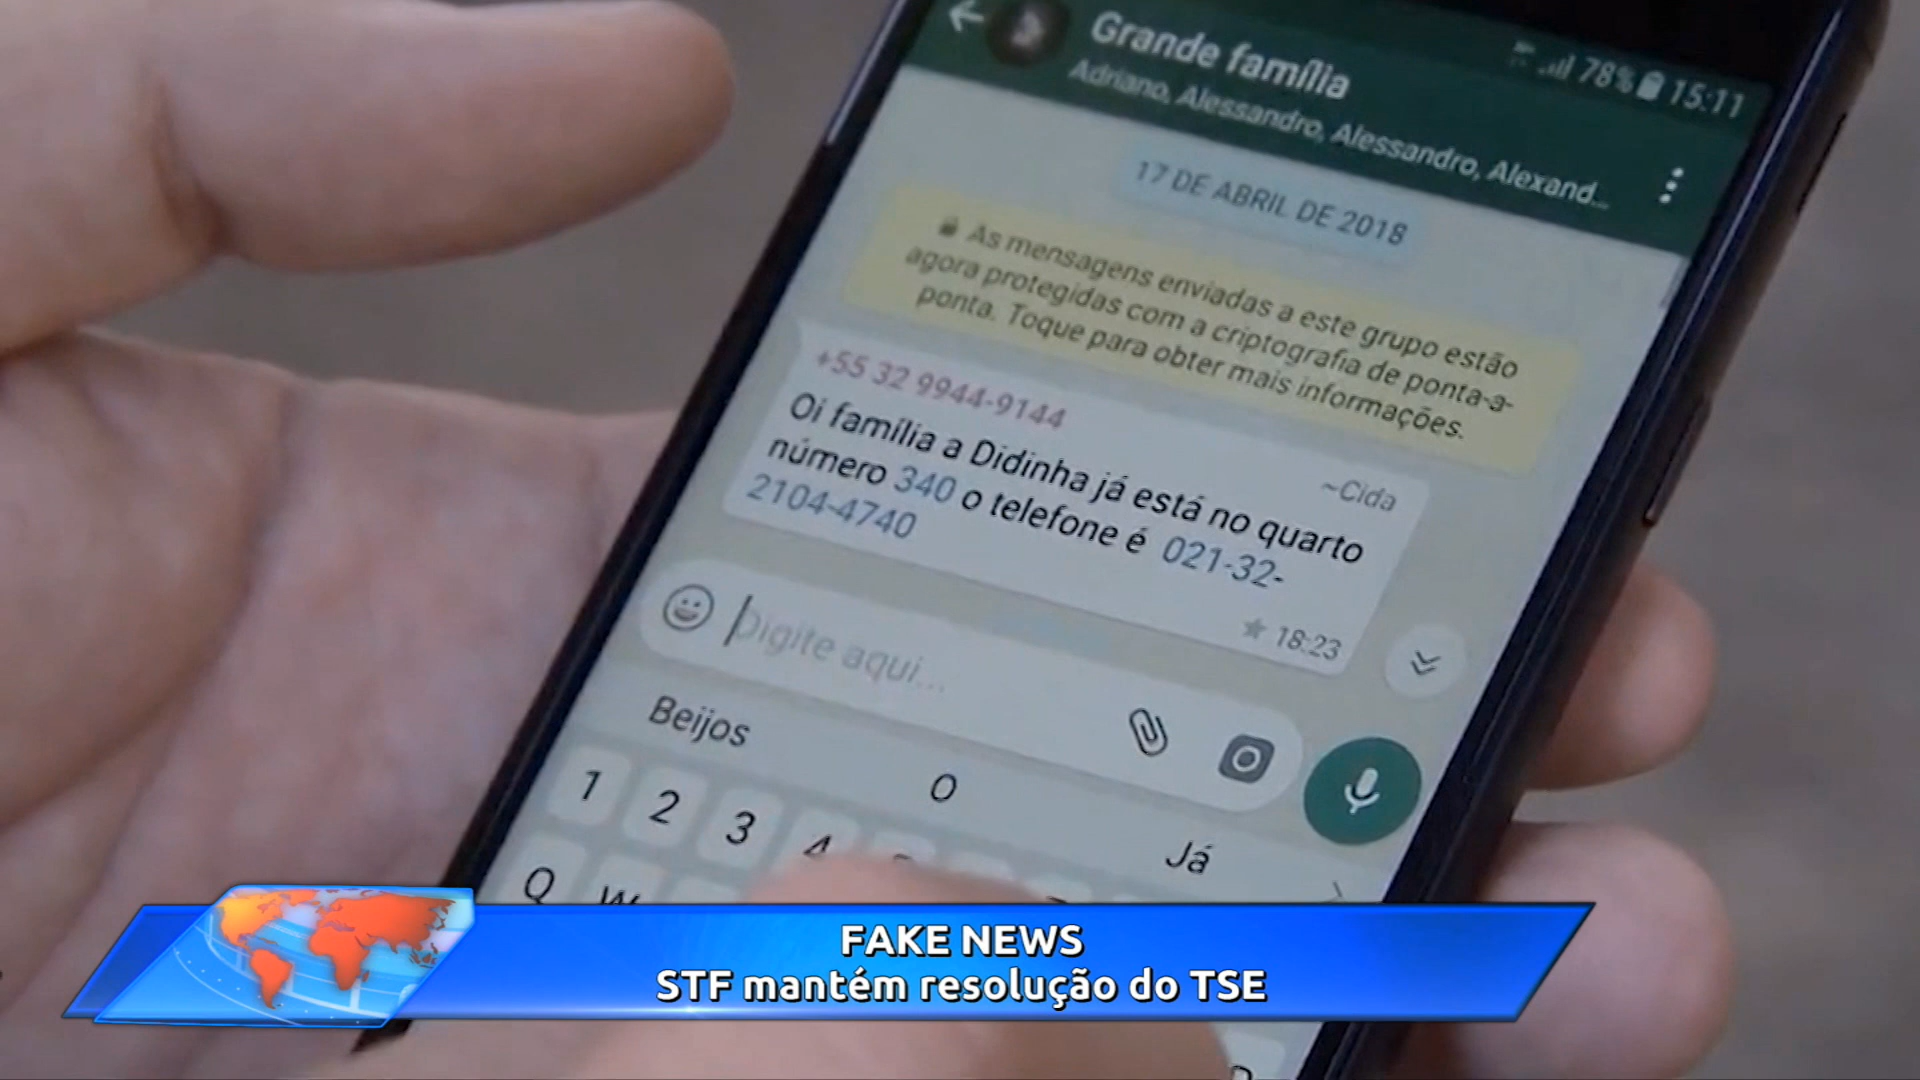 Grande família
78% 15:11
Adriano, Alessandro, Alessandro, Alexand...
17 DE ABRIL DE 2018
As mensagens enviadas a este grupo estão
agora protegidas com a criptografia de ponta-a-
ponta. Toque para obter mais informações.
+55 32 9944-9144
~Cida
Oi família a Didinha já está no quarto
número 340 o telefone é 021-32-
2104-4740
18:23
Digite aqui...
Beijos
O
Já
1 2 3 4
Q W
FAKE NEWS
STF mantém resolução do TSE